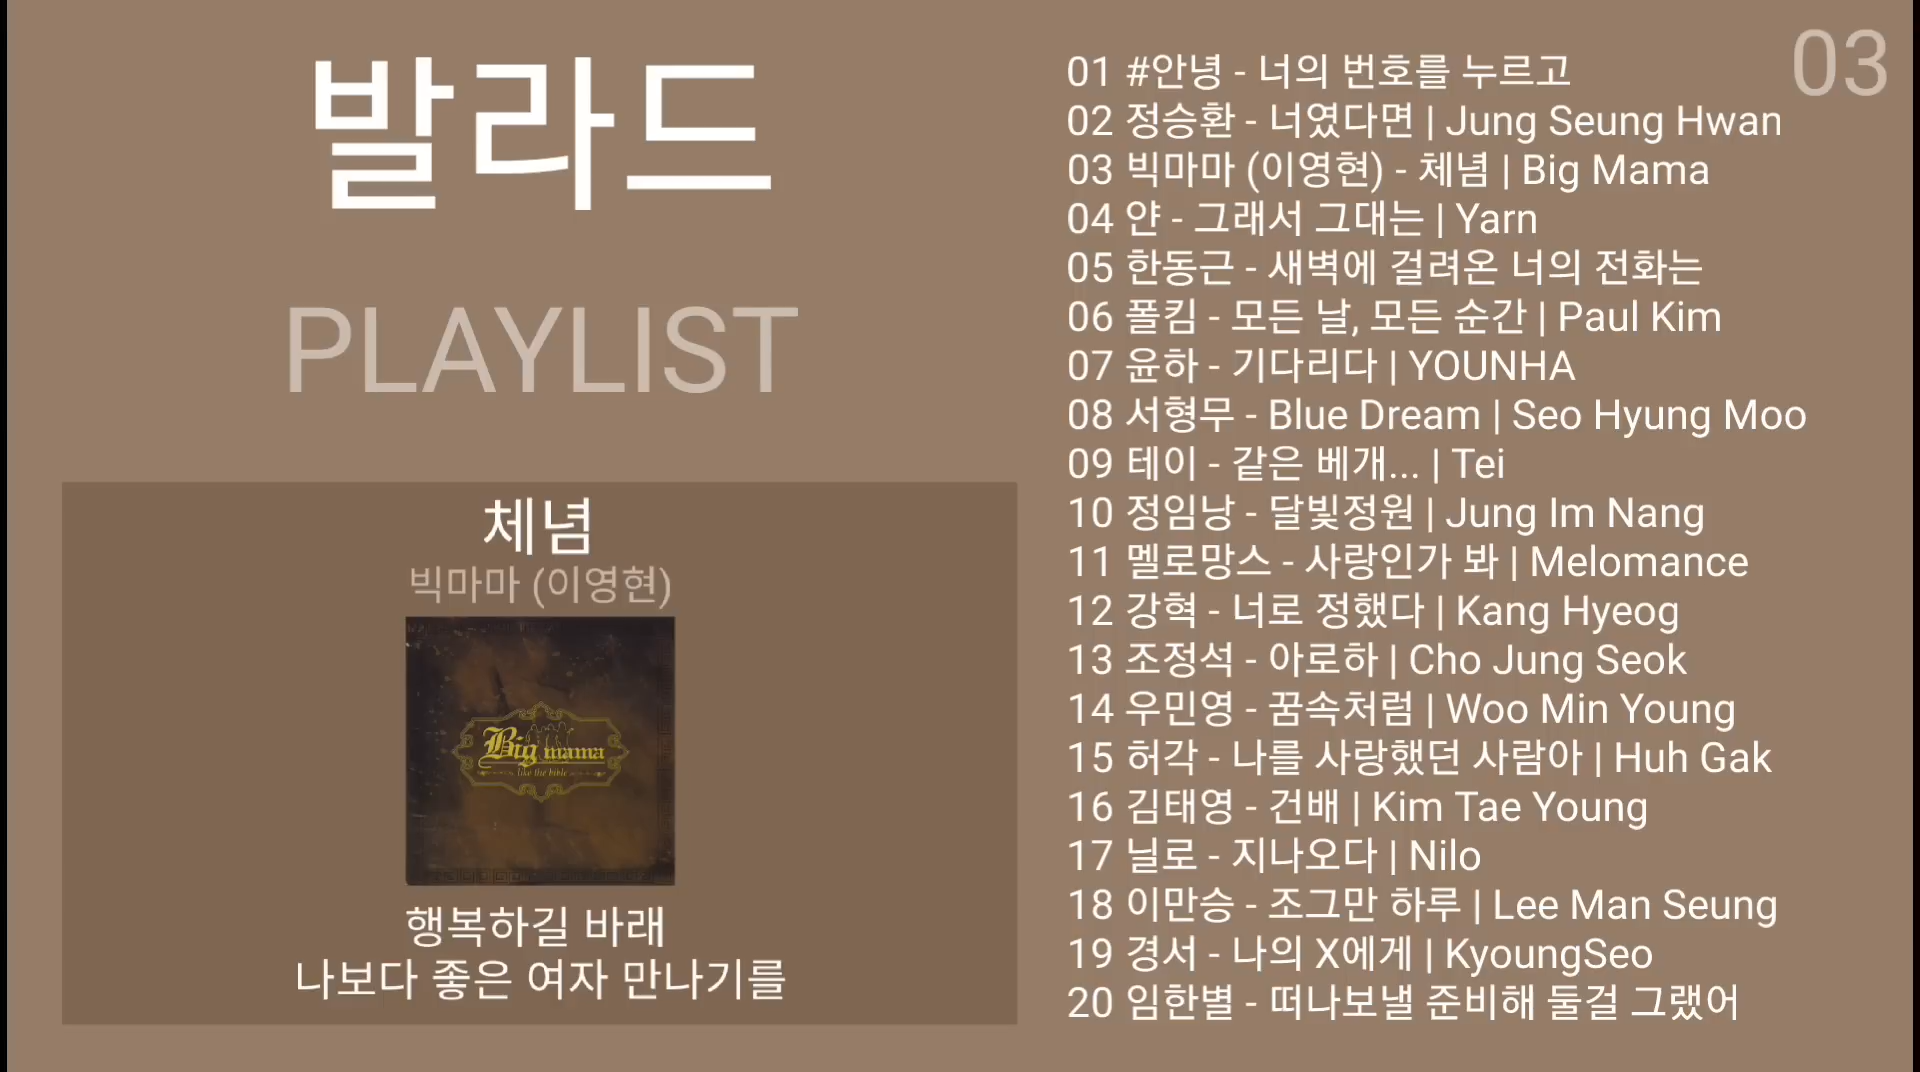 발라드
PLAYLIST
체념
빅마마 (이영현)
Big mama
like the bible
행복하길 바래
나보다 좋은 여자 만나기를
03
01 #안녕 - 너의 번호를 누르고
02 정승환 - 너였다면 | Jung Seung Hwan
03 빅마마 (이영현) - 체념 | Big Mama
04 얀 - 그래서 그대는 | Yarn
05 한동근 - 새벽에 걸려온 너의 전화는
06 폴킴 - 모든 날, 모든 순간 | Paul Kim
07 윤하 - 기다리다 | YOUNHA
08 서형무 - Blue Dream | Seo Hyung Moo
09 테이 - 같은 베개... | Tei
10 정임낭 - 달빛정원 | Jung Im Nang
11 멜로망스 - 사랑인가 봐 | Melomance
12 강혁 - 너로 정했다 | Kang Hyeog
13 조정석 - 아로하 | Cho Jung Seok
14 우민영 - 꿈속처럼 | Woo Min Young
15 허각 - 나를 사랑했던 사람아 | Huh Gak
16 김태영 - 건배 | Kim Tae Young
17 닐로 - 지나오다 | Nilo
18 이만승 - 조그만 하루 | Lee Man Seung
19 경서 - 나의 X에게 | KyoungSeo
20 임한별 - 떠나보낼 준비해 둘걸 그랬어